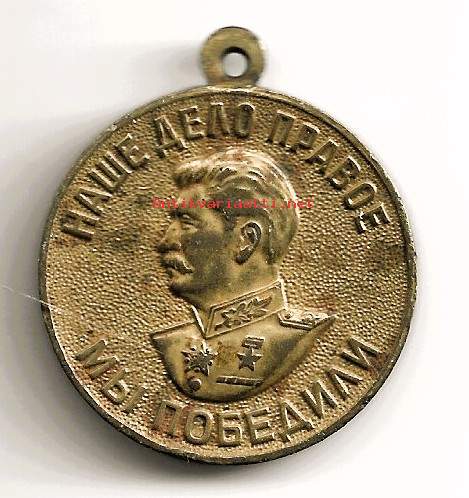 НАШЕ ДЕЛО ПРАВОЕ
Antikvariaatti.net
МЫ ПОБЕДИЛИ